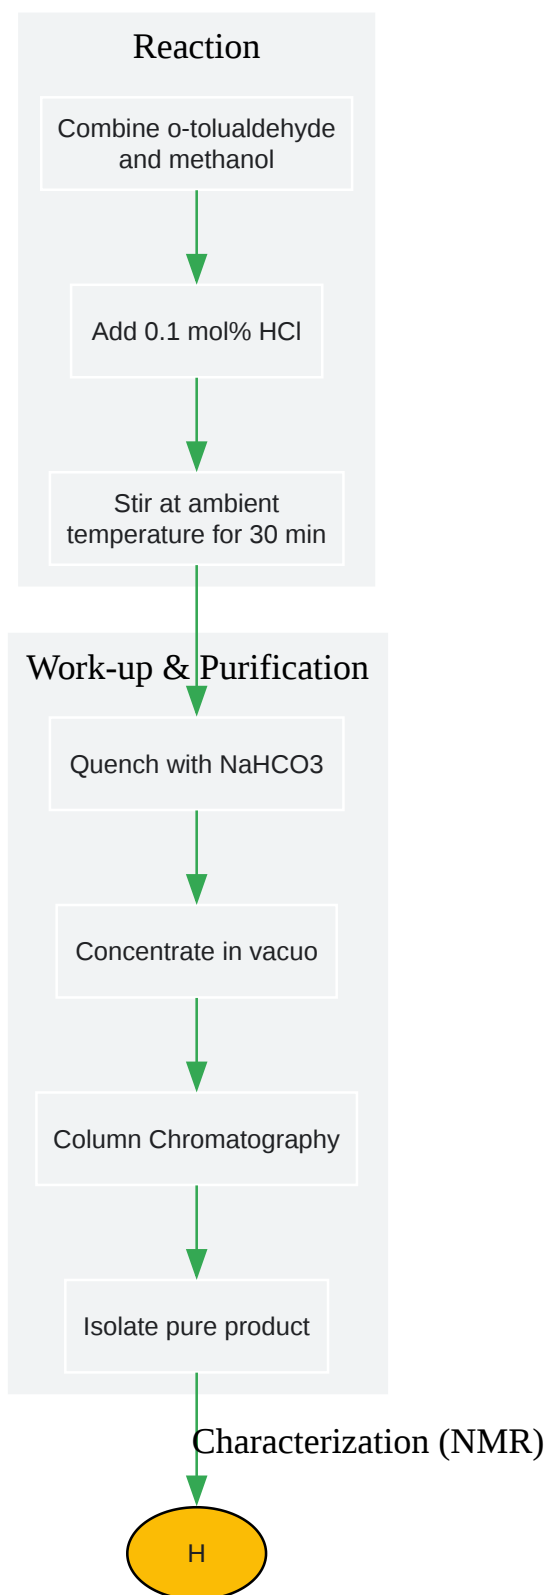 Reaction
Combine o-tolualdehyde
and methanol
Add 0.1 mol% HCl
Stir at ambient
temperature for 30 min
Work-up & Purification
Quench with NaHCO3
Concentrate in vacuo
Column Chromatography
Isolate pure product
Characterization (NMR)
H